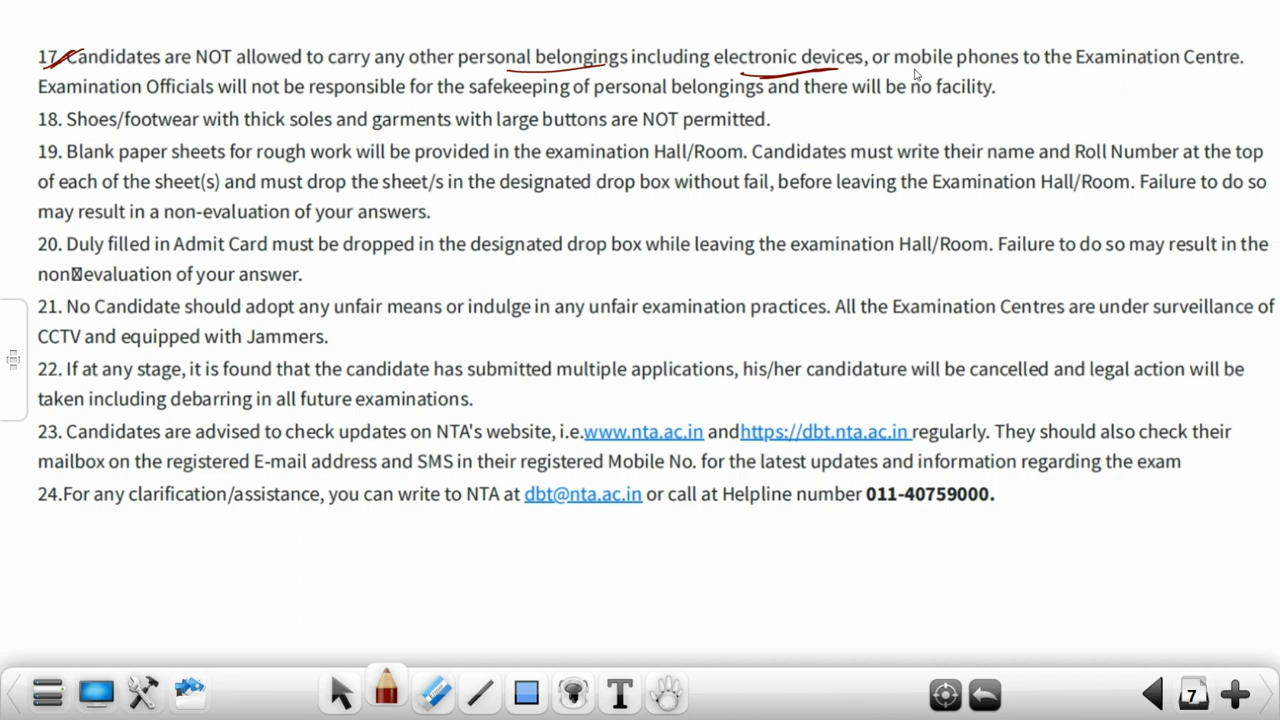 17. Candidates are NOT allowed to carry any other personal belongings including electronic devices, or mobile phones to the Examination Centre.
Examination Officials will not be responsible for the safekeeping of personal belongings and there will be no facility.
18. Shoes/footwear with thick soles and garments with large buttons are NOT permitted.
19. Blank paper sheets for rough work will be provided in the examination Hall/Room. Candidates must write their name and Roll Number at the top
of each of the sheet(s) and must drop the sheet/s in the designated drop box without fail, before leaving the Examination Hall/Room. Failure to do so
may result in a non-evaluation of your answers.
20. Duly filled in Admit Card must be dropped in the designated drop box while leaving the examination Hall/Room. Failure to do so may result in the
non�evaluation of your answer.
21. No Candidate should adopt any unfair means or indulge in any unfair examination practices. All the Examination Centres are under surveillance of
CCTV and equipped with Jammers.
22. If at any stage, it is found that the candidate has submitted multiple applications, his/her candidature will be cancelled and legal action will be
taken including debarring in all future examinations.
23. Candidates are advised to check updates on NTA's website, i.e.www.nta.ac.in andhttps://dbt.nta.ac.in regularly. They should also check their
mailbox on the registered E-mail address and SMS in their registered Mobile No. for the latest updates and information regarding the exam
24.For any clarification/assistance, you can write to NTA at dbt@nta.ac.in or call at Helpline number 011-40759000.
T
7